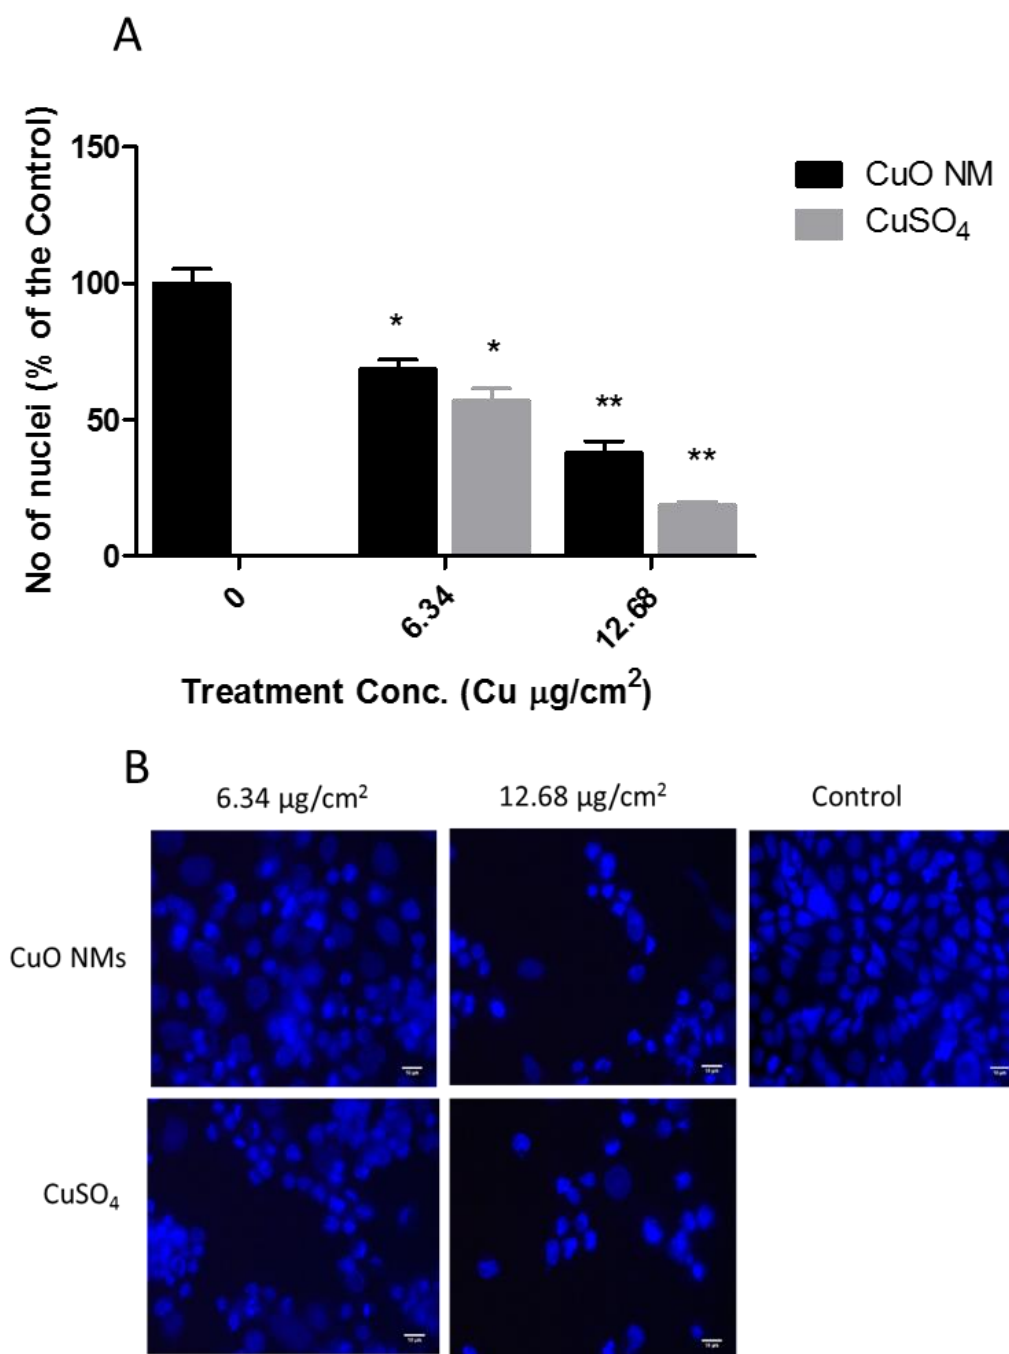 A
No of nuclei (% of the Control)
150
100
50
0
* * ** **
0 6.34 12.68
Treatment Conc. (Cu µg/cm²)
CuO NM
CuSO₄
B
6.34 µg/cm² 12.68 µg/cm² Control
CuO NMs
CuSO₄